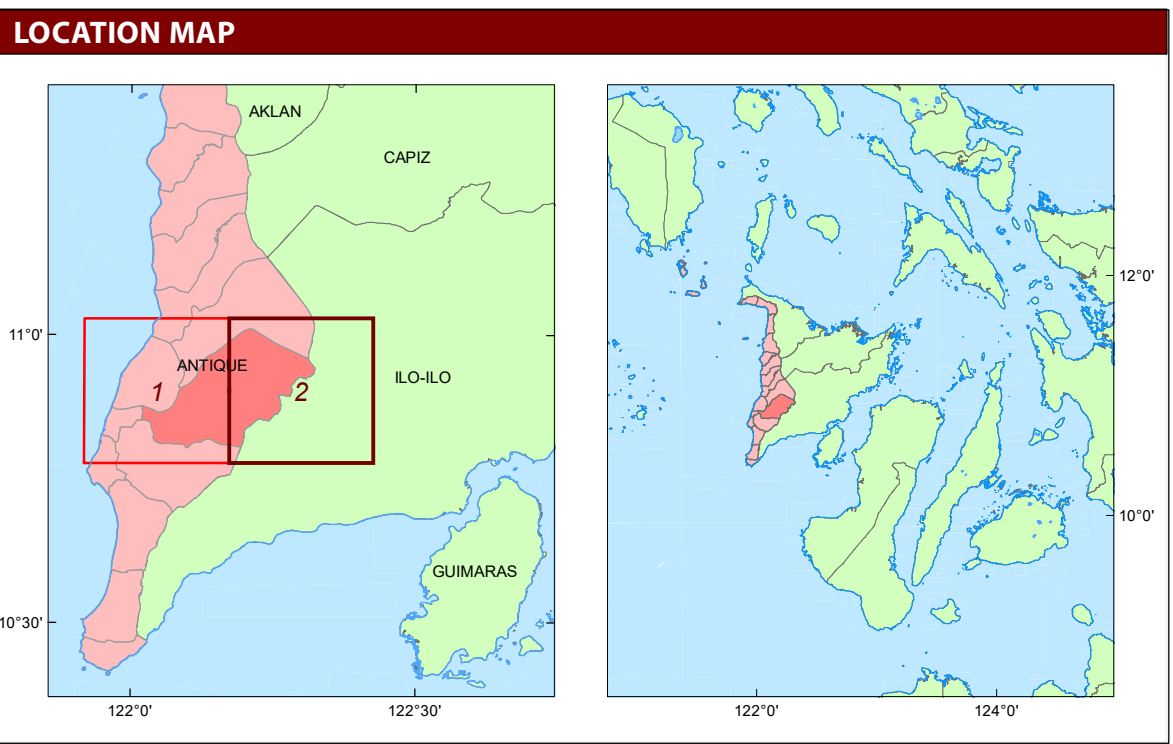 LOCATION MAP
AKLAN
CAPIZ
11°0'
ANTIQUE
1
2
ILO-ILO
GUIMARAS
10°30'
122°0'
122°30'
12°0'
10°0'
122°0'
124°0'